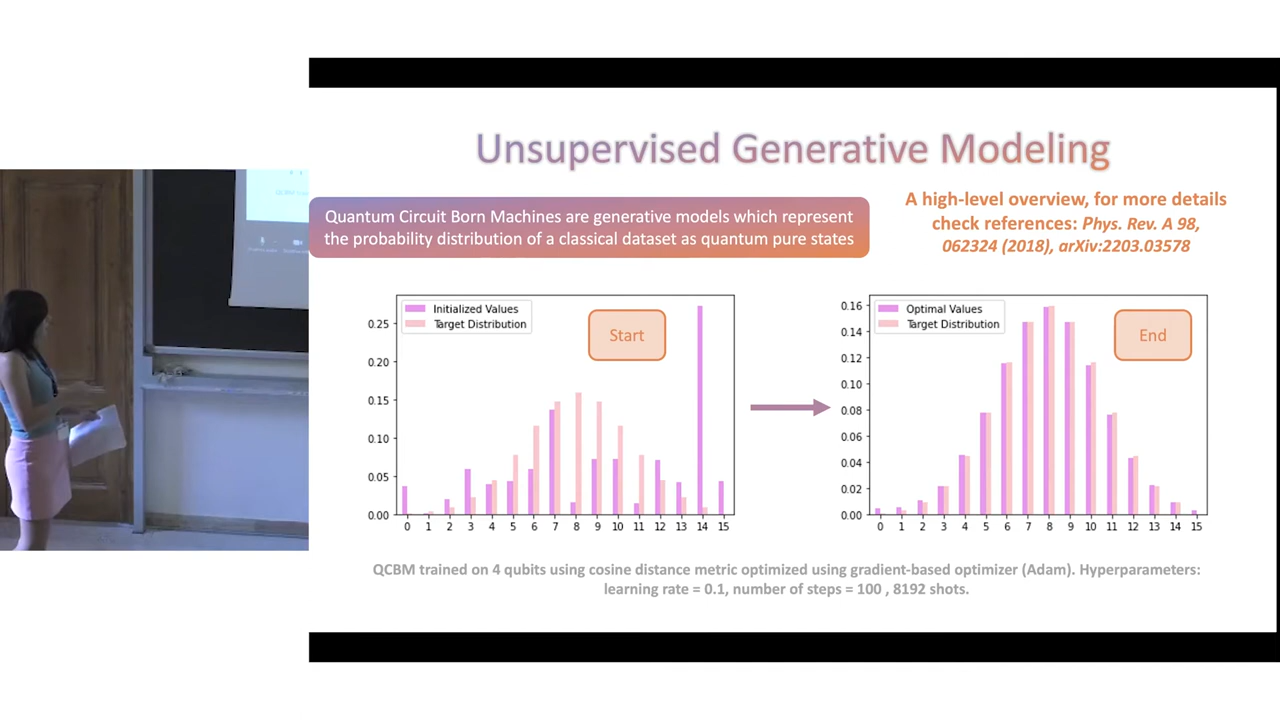 Unsupervised Generative Modeling
Quantum Circuit Born Machines are generative models which represent
the probability distribution of a classical dataset as quantum pure states
A high-level overview, for more details
check references: Phys. Rev. A 98,
062324 (2018), arXiv:2203.03578
Initialized Values
Target Distribution
Start
0.25
0.20
0.15
0.10
0.05
0.00
0 1 2 3 4 5 6 7 8 9 10 11 12 13 14 15
Optimal Values
Target Distribution
End
0.16
0.14
0.12
0.10
0.08
0.06
0.04
0.02
0.00
0 1 2 3 4 5 6 7 8 9 10 11 12 13 14 15
QCBM trained on 4 qubits using cosine distance metric optimized using gradient-based optimizer (Adam). Hyperparameters:
learning rate = 0.1, number of steps = 100 , 8192 shots.